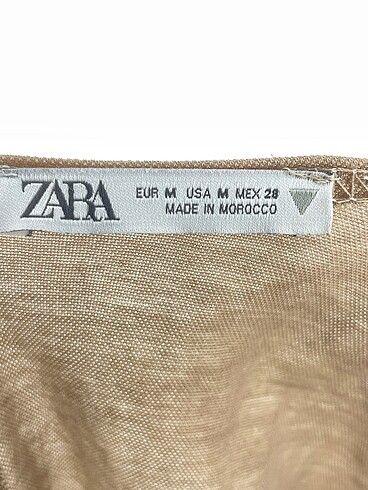 ZARA
EUR M USA M MEX 28
MADE IN MOROCCO